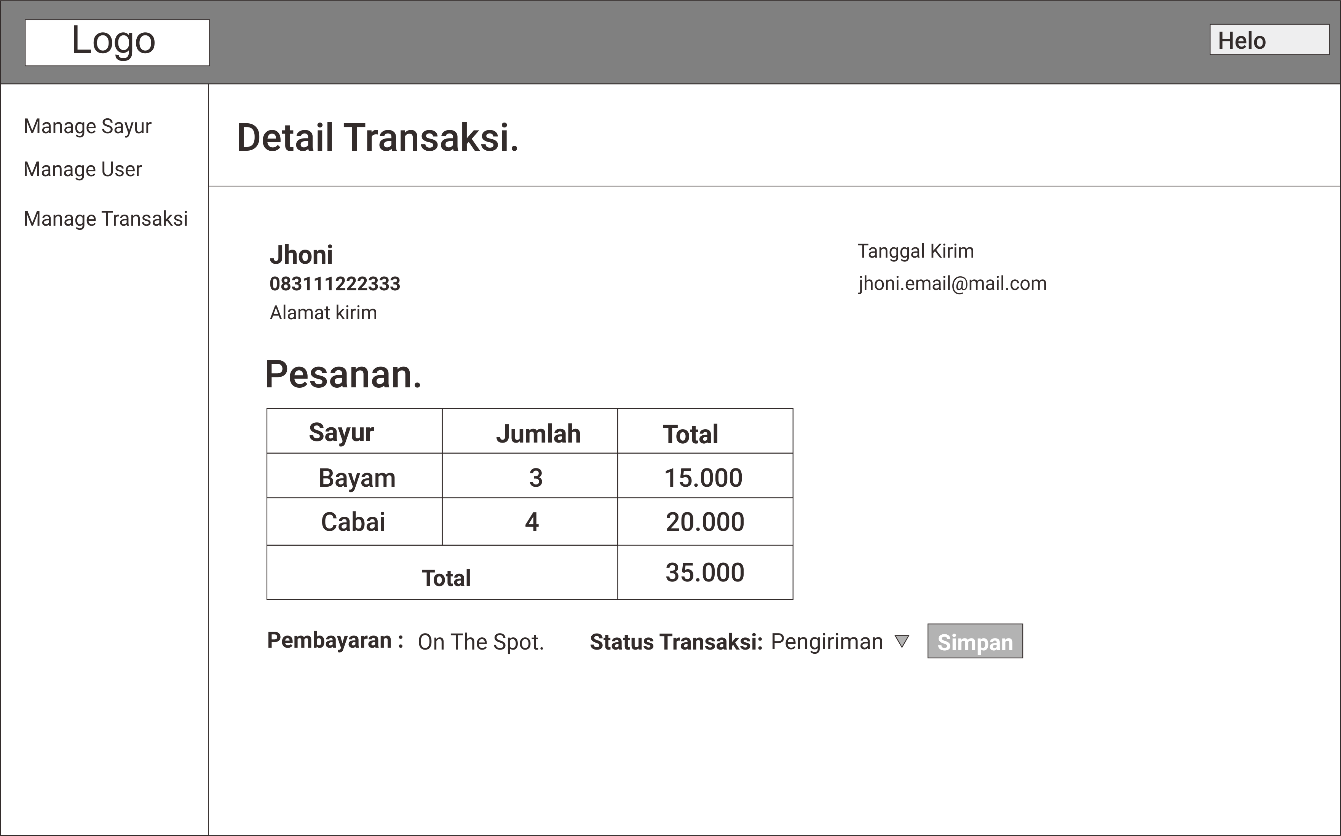 Logo
Helo
Manage Sayur
Manage User
Manage Transaksi
Detail Transaksi.
Jhoni
083111222333
Alamat kirim
Tanggal Kirim
jhoni.email@mail.com
Pesanan.
Sayur Jumlah Total
Bayam 3 15.000
Cabai 4 20.000
Total 35.000
Pembayaran : On The Spot. Status Transaksi: Pengiriman Simpan